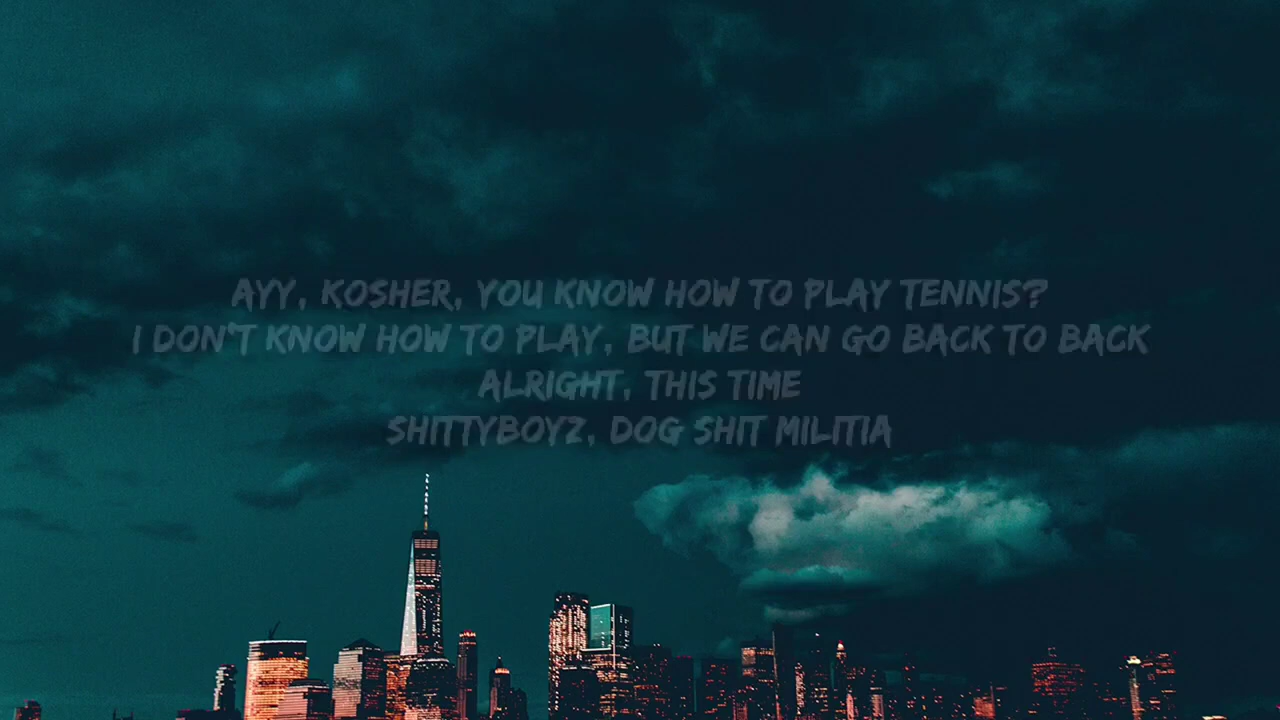 AYY, KOSHER, YOU KNOW HOW TO PLAY TENNIS?
I DON'T KNOW HOW TO PLAY, BUT WE CAN GO BACK TO BACK
ALRIGHT, THIS TIME
SHITTYBOYZ, DOG SHIT MILITIA